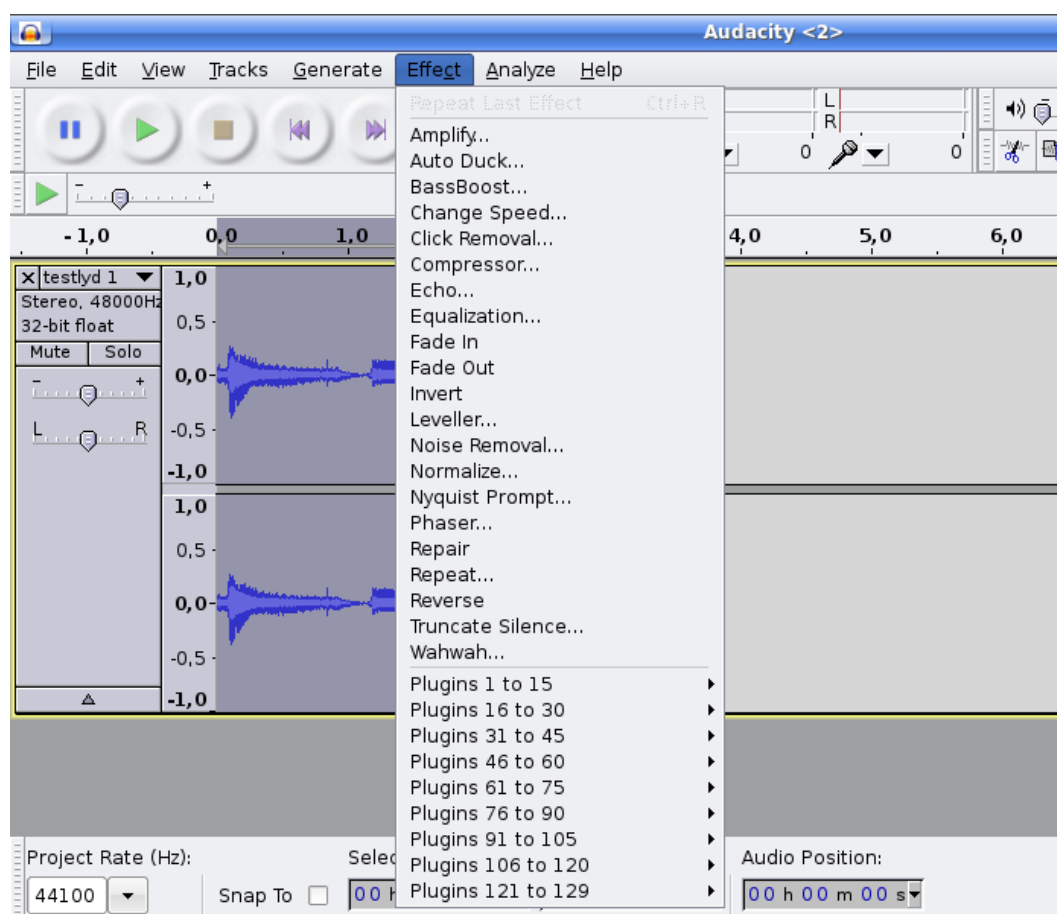 Audacity <2>
File Edit View Tracks Generate Effect Analyze Help
Repeat Last Effect Ctrl+R
Amplify...
Auto Duck...
BassBoost...
Change Speed...
Click Removal...
Compressor...
Echo...
Equalization...
Fade In
Fade Out
Invert
Leveller...
Noise Removal...
Normalize...
Nyquist Prompt...
Phaser...
Repair
Repeat...
Reverse
Truncate Silence...
Wahwah...
Plugins 1 to 15
Plugins 16 to 30
Plugins 31 to 45
Plugins 46 to 60
Plugins 61 to 75
Plugins 76 to 90
Plugins 91 to 105
Plugins 106 to 120
Plugins 121 to 129
L
R
0 0
- +
- 1,0 0,0 1,0 4,0 5,0 6,0
testlyd 1
Stereo, 48000Hz
32-bit float
Mute Solo
- +
L R
1,0
0,5
0,0
-0,5
-1,0
1,0
0,5
0,0
-0,5
-1,0
Project Rate (Hz):
44100
Snap To
00 h
Audio Position:
00 h 00 m 00 s